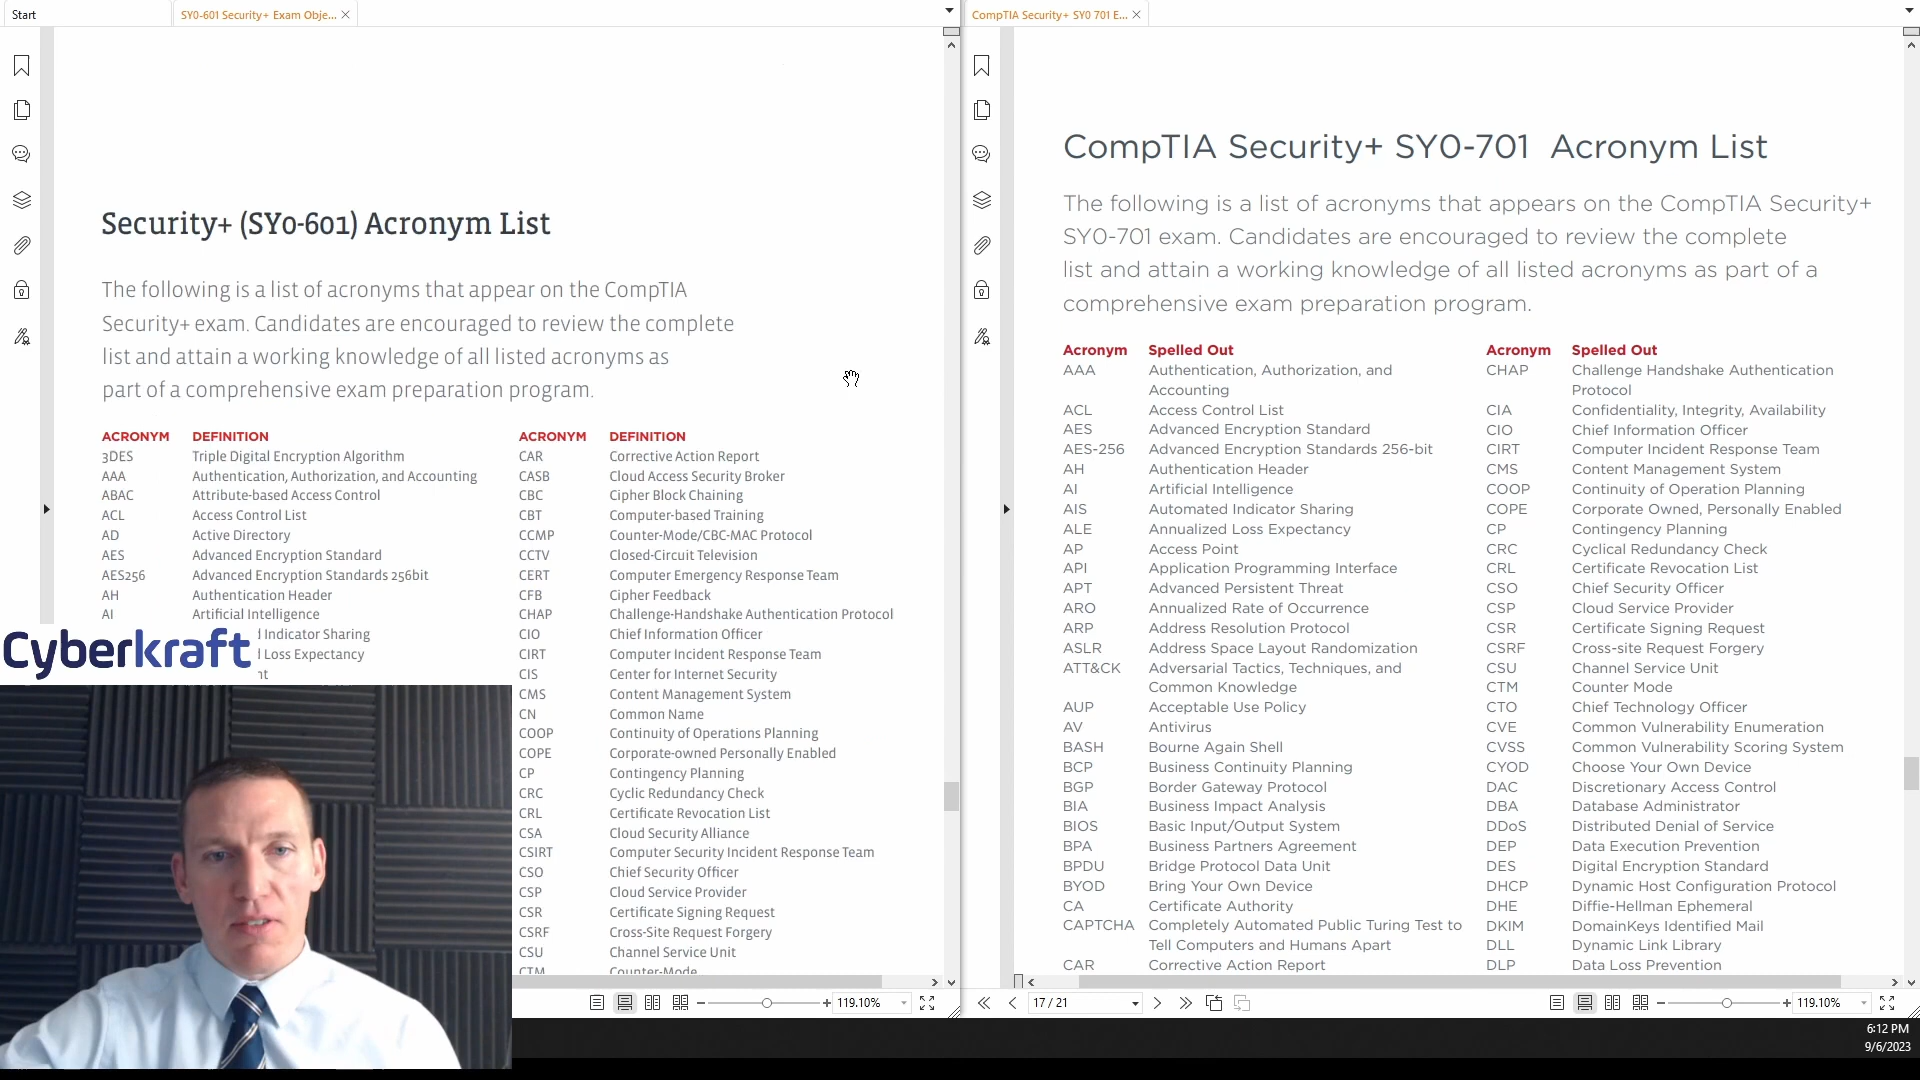 Start
SY0-601 Security+ Exam Obje...
CompTIA Security+ SY0 701 E...
Security+ (SY0-601) Acronym List
The following is a list of acronyms that appear on the CompTIA
Security+ exam. Candidates are encouraged to review the complete
list and attain a working knowledge of all listed acronyms as
part of a comprehensive exam preparation program.
ACRONYM DEFINITION
3DES Triple Digital Encryption Algorithm
AAA Authentication, Authorization, and Accounting
ABAC Attribute-based Access Control
ACL Access Control List
AD Active Directory
AES Advanced Encryption Standard
AES256 Advanced Encryption Standards 256bit
AH Authentication Header
AI Artificial Intelligence
Indicator Sharing
Loss Expectancy
Cyberkraft
ACRONYM DEFINITION
CAR Corrective Action Report
CASB Cloud Access Security Broker
CBC Cipher Block Chaining
CBT Computer-based Training
CCMP Counter-Mode/CBC-MAC Protocol
CCTV Closed-Circuit Television
CERT Computer Emergency Response Team
CFB Cipher Feedback
CHAP Challenge-Handshake Authentication Protocol
CIO Chief Information Officer
CIRT Computer Incident Response Team
CIS Center for Internet Security
CMS Content Management System
CN Common Name
COOP Continuity of Operations Planning
COPE Corporate-owned Personally Enabled
CP Contingency Planning
CRC Cyclic Redundancy Check
CRL Certificate Revocation List
CSA Cloud Security Alliance
CSIRT Computer Security Incident Response Team
CSO Chief Security Officer
CSP Cloud Service Provider
CSR Certificate Signing Request
CSRF Cross-Site Request Forgery
CSU Channel Service Unit
CTM Counter-Mode
119.10%
CompTIA Security+ SY0-701 Acronym List
The following is a list of acronyms that appears on the CompTIA Security+
SY0-701 exam. Candidates are encouraged to review the complete
list and attain a working knowledge of all listed acronyms as part of a
comprehensive exam preparation program.
Acronym Spelled Out
AAA Authentication, Authorization, and
Accounting
ACL Access Control List
AES Advanced Encryption Standard
AES-256 Advanced Encryption Standards 256-bit
AH Authentication Header
AI Artificial Intelligence
AIS Automated Indicator Sharing
ALE Annualized Loss Expectancy
AP Access Point
API Application Programming Interface
APT Advanced Persistent Threat
ARO Annualized Rate of Occurrence
ARP Address Resolution Protocol
ASLR Address Space Layout Randomization
ATT&CK Adversarial Tactics, Techniques, and
Common Knowledge
AUP Acceptable Use Policy
AV Antivirus
BASH Bourne Again Shell
BCP Business Continuity Planning
BGP Border Gateway Protocol
BIA Business Impact Analysis
BIOS Basic Input/Output System
BPA Business Partners Agreement
BPDU Bridge Protocol Data Unit
BYOD Bring Your Own Device
CA Certificate Authority
CAPTCHA Completely Automated Public Turing Test to
Tell Computers and Humans Apart
CAR Corrective Action Report
Acronym Spelled Out
CHAP Challenge Handshake Authentication
Protocol
CIA Confidentiality, Integrity, Availability
CIO Chief Information Officer
CIRT Computer Incident Response Team
CMS Content Management System
COOP Continuity of Operation Planning
COPE Corporate Owned, Personally Enabled
CP Contingency Planning
CRC Cyclical Redundancy Check
CRL Certificate Revocation List
CSO Chief Security Officer
CSP Cloud Service Provider
CSR Certificate Signing Request
CSRF Cross-site Request Forgery
CSU Channel Service Unit
CTM Counter Mode
CTO Chief Technology Officer
CVE Common Vulnerability Enumeration
CVSS Common Vulnerability Scoring System
CYOD Choose Your Own Device
DAC Discretionary Access Control
DBA Database Administrator
DDoS Distributed Denial of Service
DEP Data Execution Prevention
DES Digital Encryption Standard
DHCP Dynamic Host Configuration Protocol
DHE Diffie-Hellman Ephemeral
DKIM DomainKeys Identified Mail
DLL Dynamic Link Library
DLP Data Loss Prevention
17 / 21
119.10%
6:12 PM
9/6/2023